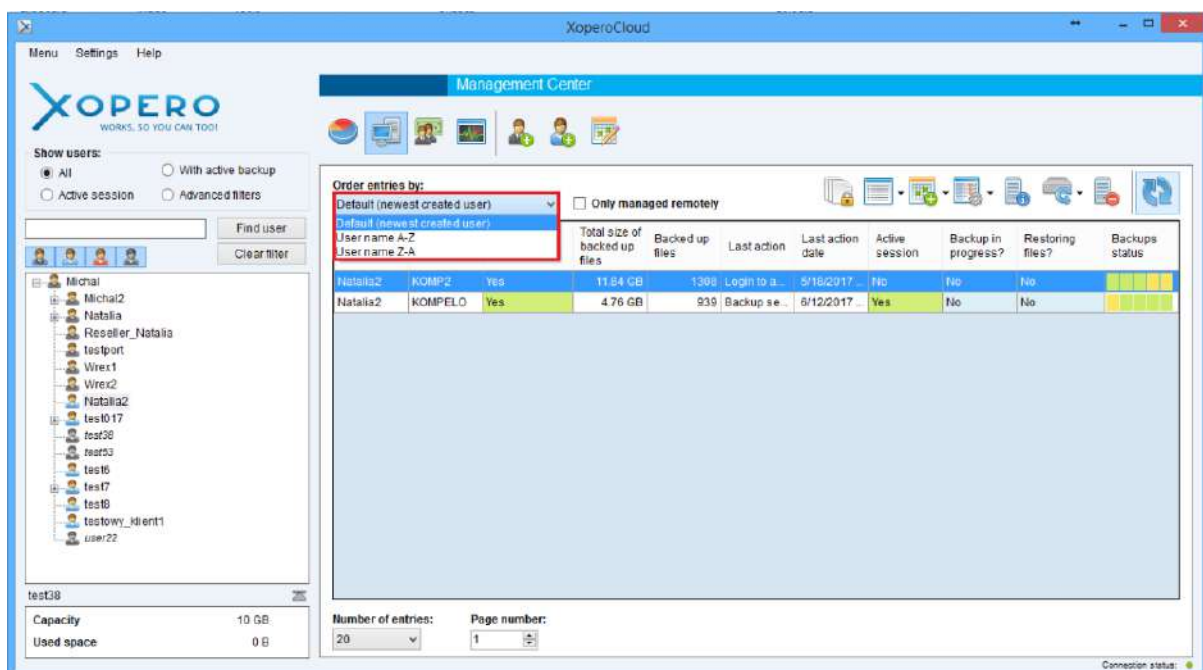 XoperoCloud
Menu Settings Help
XOPERO
WORKS, SO YOU CAN TOO!
Show users:
All
With active backup
Active session
Advanced filters
Find user
Clear filter
Michal
Michal2
Natalia
Reseller_Natalia
testport
Wrex1
Wrex2
Natalia2
test017
test38
test53
test6
test7
test8
testowy_klient1
user22
test38
Capacity 10 GB
Used space 0 B
Management Center
Order entries by:
Default (newest created user)
Only managed remotely
Default (newest created user)
User name A-Z
User name Z-A
Total size of backed up files
Backed up files
Last action
Last action date
Active session
Backup in progress?
Restoring files?
Backups status
Natalia2 KOMP2 Yes 11.84 GB 1308 Login to a... 5/18/2017 ... No No No
Natalia2 KOMPELO Yes 4.76 GB 939 Backup se... 6/12/2017 ... Yes No No
Number of entries: Page number:
20 1
Connection status: